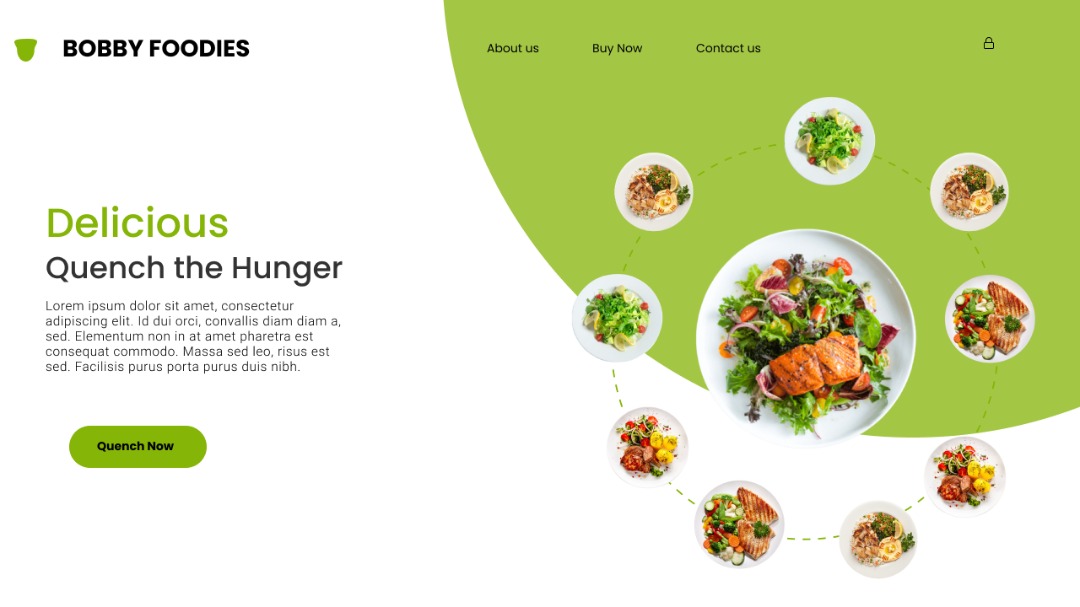 BOBBY FOODIES
About us
Buy Now
Contact us
Delicious
Quench the Hunger
Lorem ipsum dolor sit amet, consectetur
adipiscing elit. Id dui orci, convallis diam diam a,
sed. Elementum non in at amet pharetra est
consequat commodo. Massa sed leo, risus est
sed. Facilisis purus porta purus duis nibh.
Quench Now